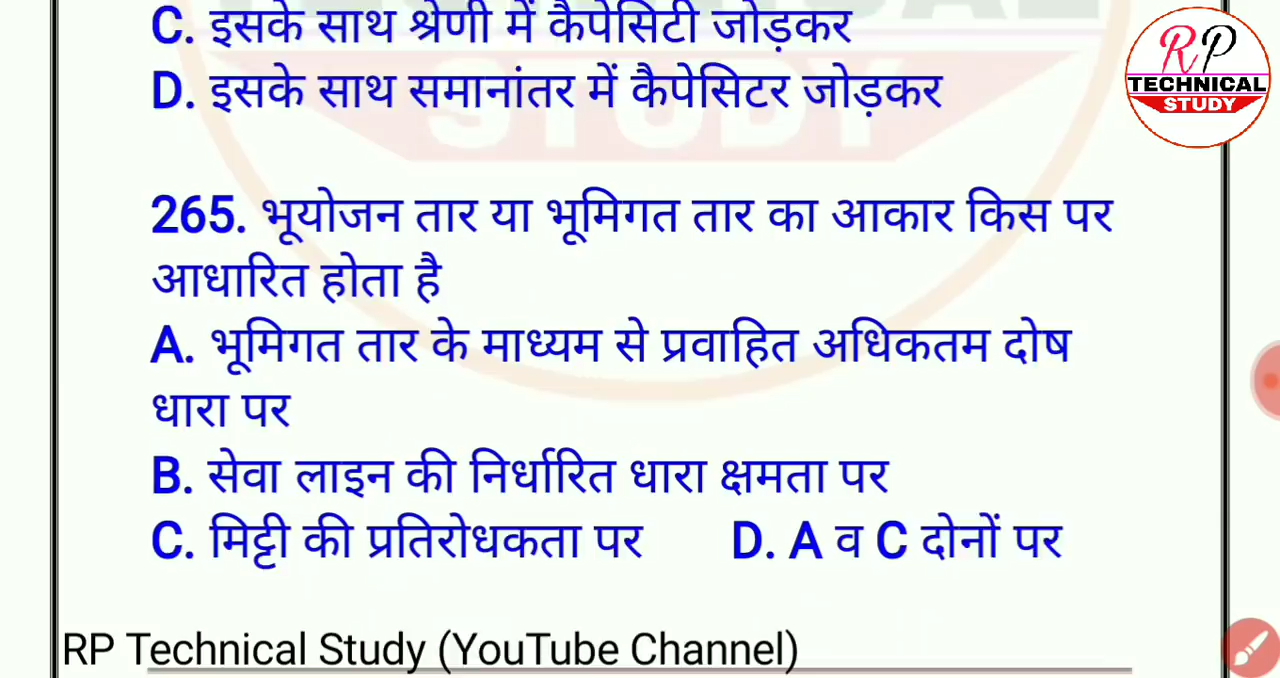 C. इसके साथ श्रेणी में कैपेसिटी जोड़कर
D. इसके साथ समानांतर में कैपेसिटर जोड़कर
RP
TECHNICAL
STUDY
STUDY
265. भूयोजन तार या भूमिगत तार का आकार किस पर
आधारित होता है
A. भूमिगत तार के माध्यम से प्रवाहित अधिकतम दोष
धारा पर
B. सेवा लाइन की निर्धारित धारा क्षमता पर
C. मिट्टी की प्रतिरोधकता पर D. A व C दोनों पर
RP Technical Study (YouTube Channel)